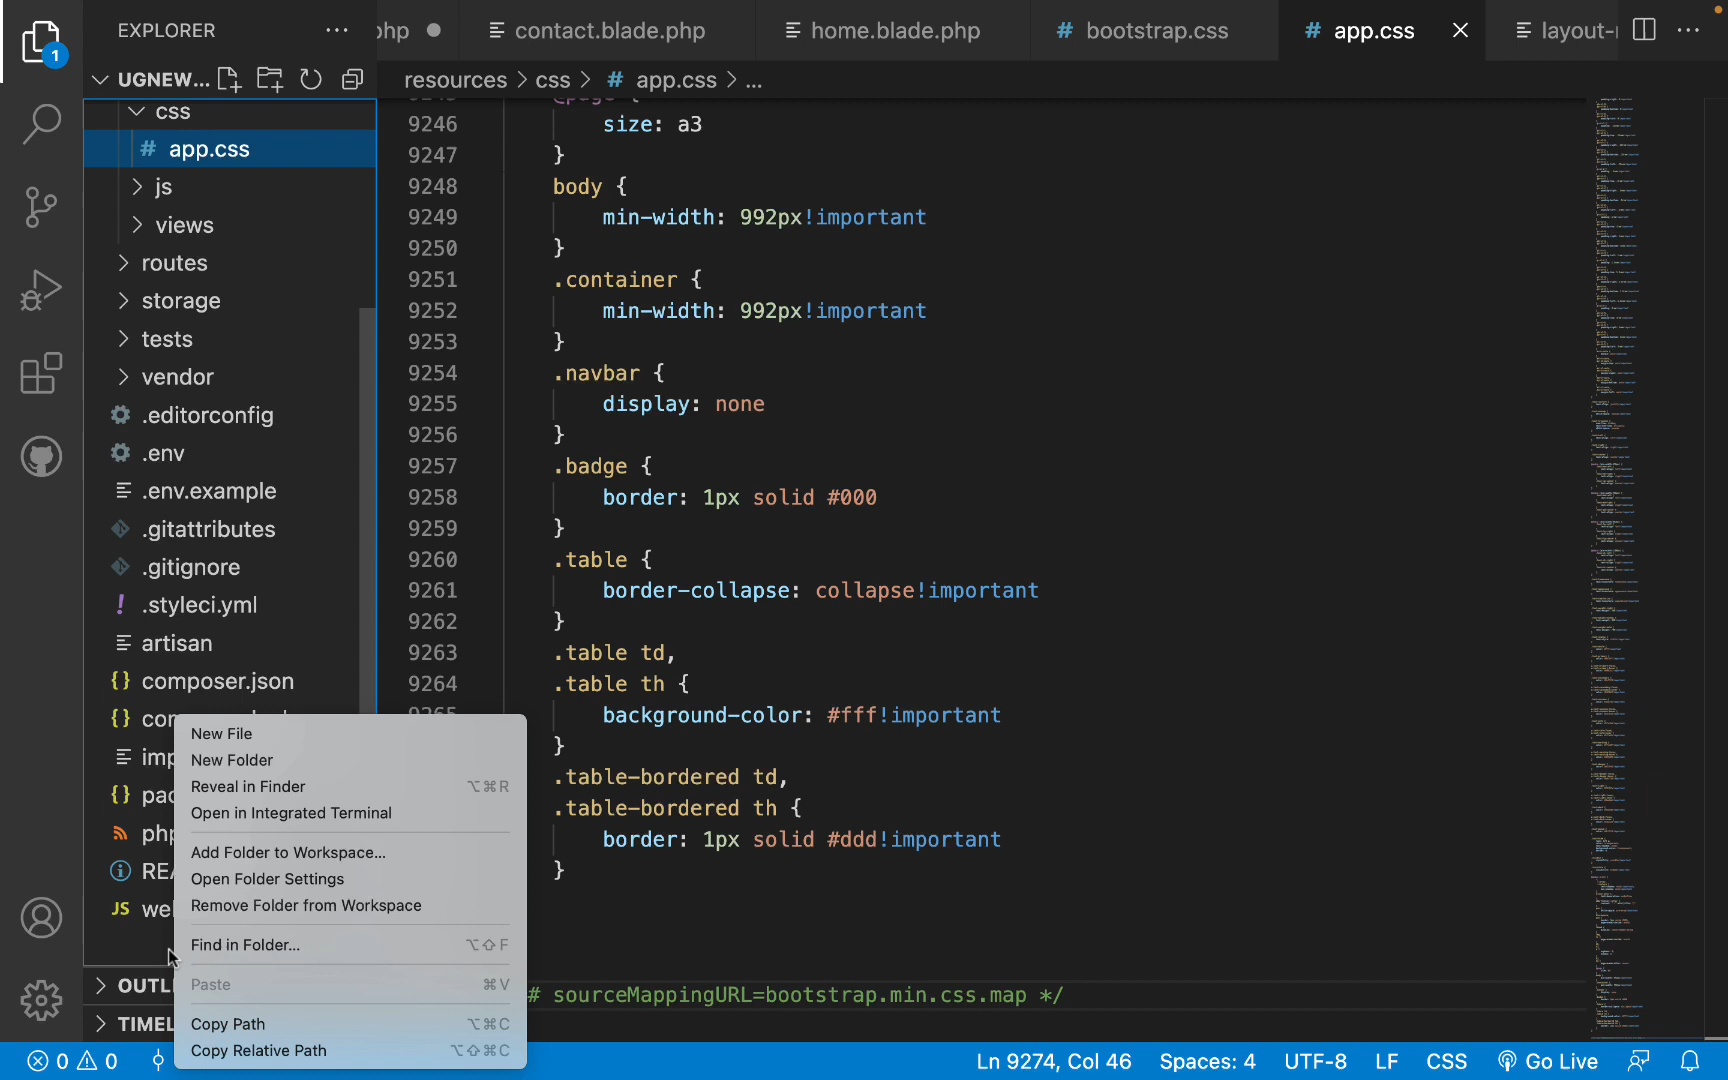 EXPLORER
php
contact.blade.php
home.blade.php
# bootstrap.css
# app.css
layout-
1
UGNEW...
resources > css > # app.css > ...
css
# app.css
js
views
routes
storage
tests
vendor
.editorconfig
.env
.env.example
.gitattributes
.gitignore
! .styleci.yml
artisan
{} composer.json
{}
{}
JS
OUTL
TIMEL
9246 size: a3
9247 }
9248 body {
9249 min-width: 992px!important
9250 }
9251 .container {
9252 min-width: 992px!important
9253 }
9254 .navbar {
9255 display: none
9256 }
9257 .badge {
9258 border: 1px solid #000
9259 }
9260 .table {
9261 border-collapse: collapse!important
9262 }
9263 .table td,
9264 .table th {
9265 background-color: #fff!important
}
.table-bordered td,
.table-bordered th {
border: 1px solid #ddd!important
}
# sourceMappingURL=bootstrap.min.css.map */
New File
New Folder
Reveal in Finder ⌥⌘R
Open in Integrated Terminal
Add Folder to Workspace...
Open Folder Settings
Remove Folder from Workspace
Find in Folder... ⌥⇧F
Paste ⌘V
Copy Path ⌥⌘C
Copy Relative Path ⌥⇧⌘C
0 0
Ln 9274, Col 46
Spaces: 4
UTF-8
LF
CSS
Go Live